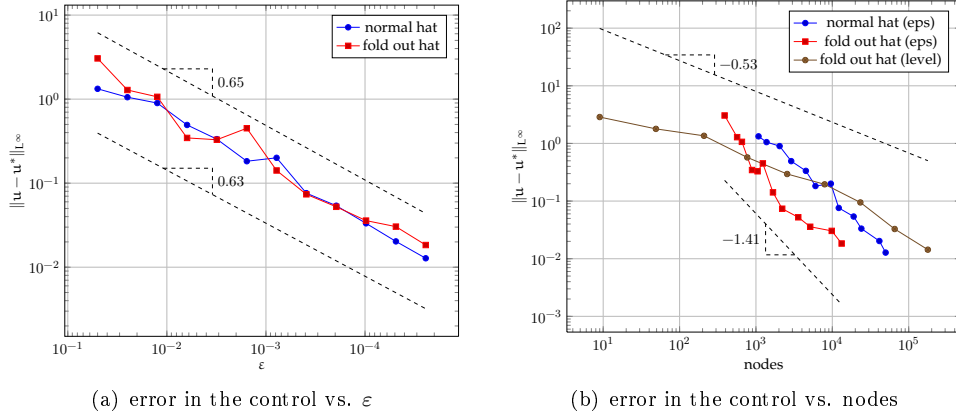 10^1
10^0
10^−1
10^−2
10^−1
10^−2
10^−3
10^−4
ε
‖u − u*‖_L^∞
normal hat
fold out hat
0.65
0.63
(a) error in the control vs. ε
10^2
10^1
10^0
10^−1
10^−2
10^−3
10^1
10^2
10^3
10^4
10^5
nodes
‖u − u*‖_L^∞
normal hat (eps)
fold out hat (eps)
fold out hat (level)
−0.53
−1.41
(b) error in the control vs. nodes